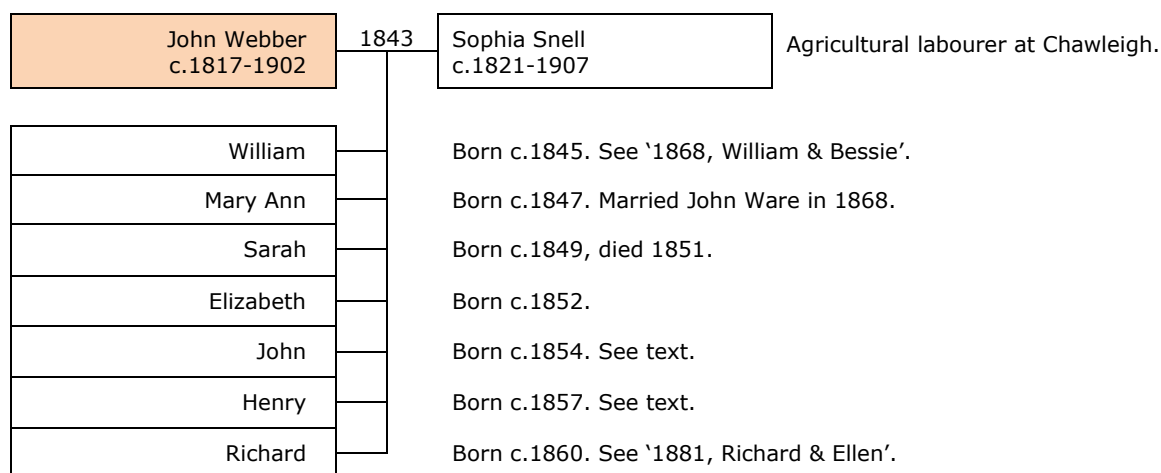 John Webber
c.1817-1902
1843
Sophia Snell
c.1821-1907
Agricultural labourer at Chawleigh.
William Born c.1845. See ‘1868, William & Bessie’.
Mary Ann Born c.1847. Married John Ware in 1868.
Sarah Born c.1849, died 1851.
Elizabeth Born c.1852.
John Born c.1854. See text.
Henry Born c.1857. See text.
Richard Born c.1860. See ‘1881, Richard & Ellen’.